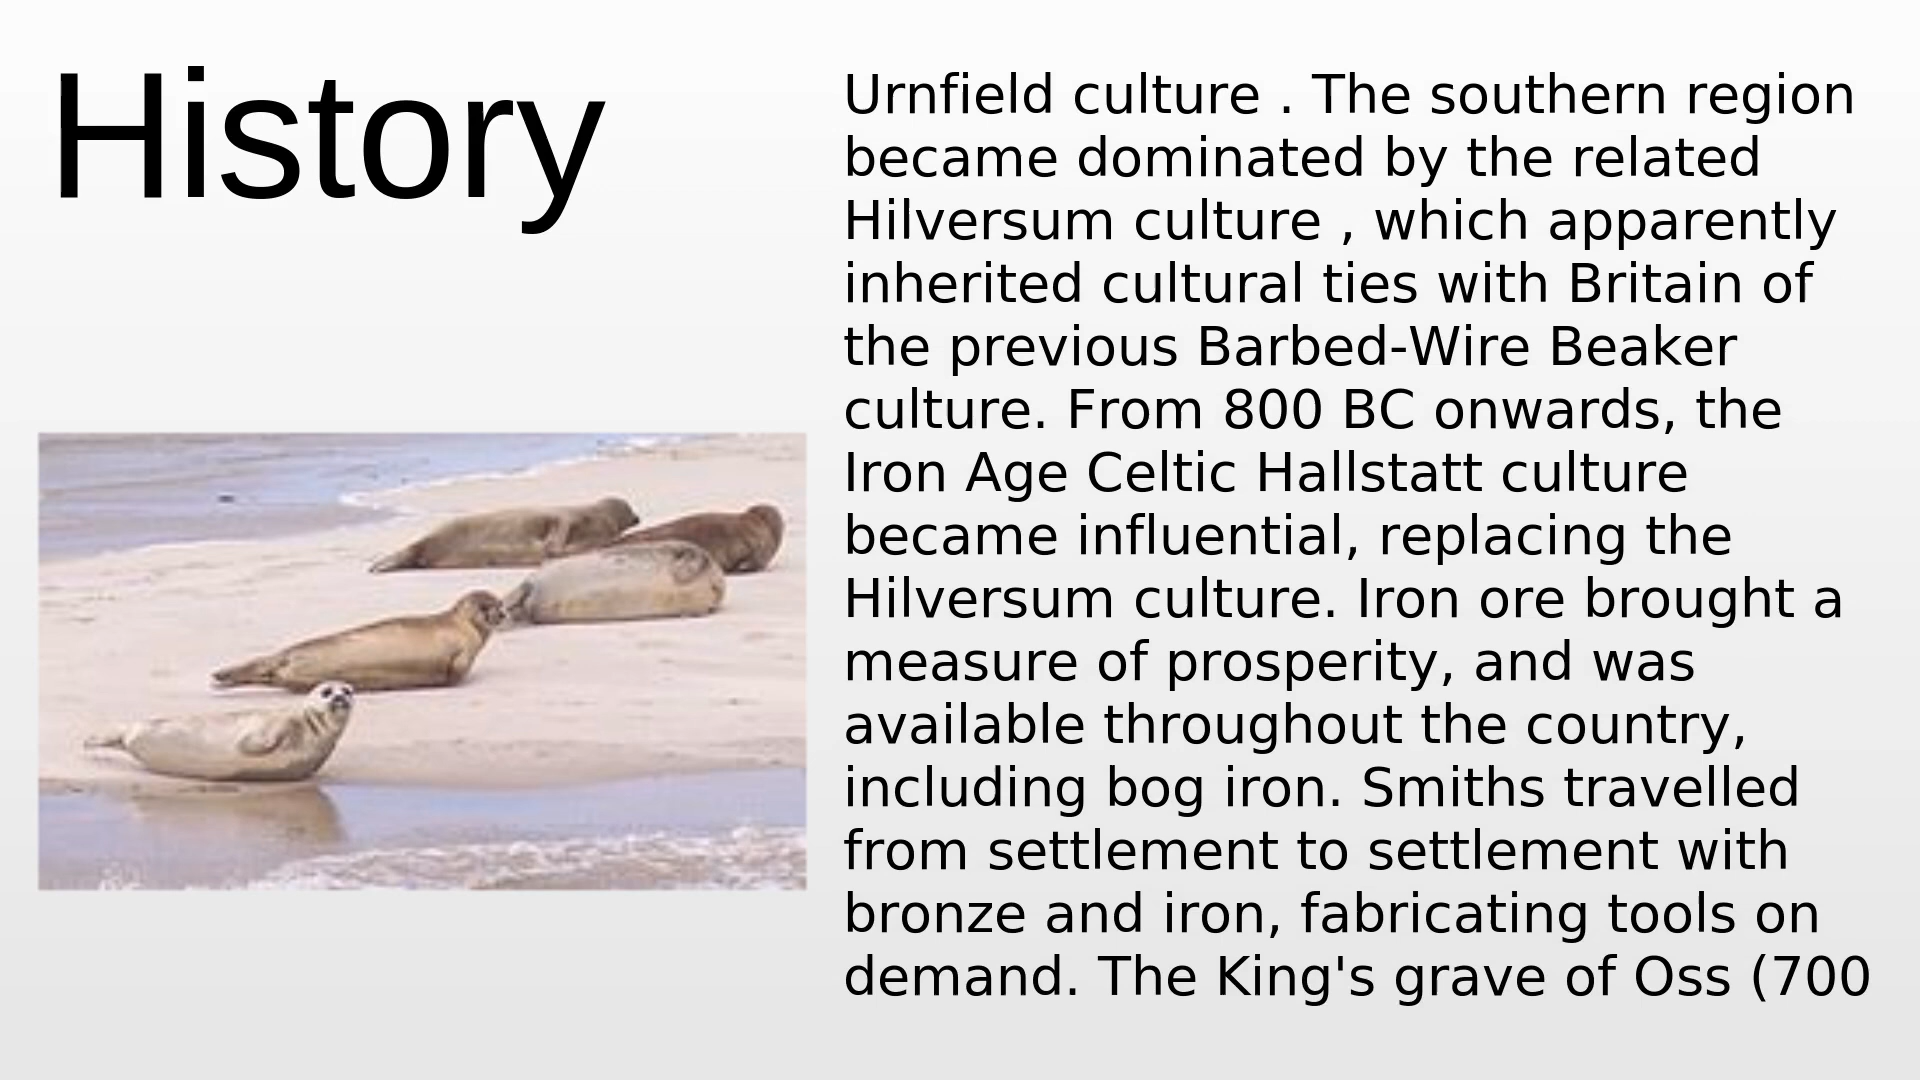 History
Urnfield culture . The southern region
became dominated by the related
Hilversum culture , which apparently
inherited cultural ties with Britain of
the previous Barbed-Wire Beaker
culture. From 800 BC onwards, the
Iron Age Celtic Hallstatt culture
became influential, replacing the
Hilversum culture. Iron ore brought a
measure of prosperity, and was
available throughout the country,
including bog iron. Smiths travelled
from settlement to settlement with
bronze and iron, fabricating tools on
demand. The King's grave of Oss (700